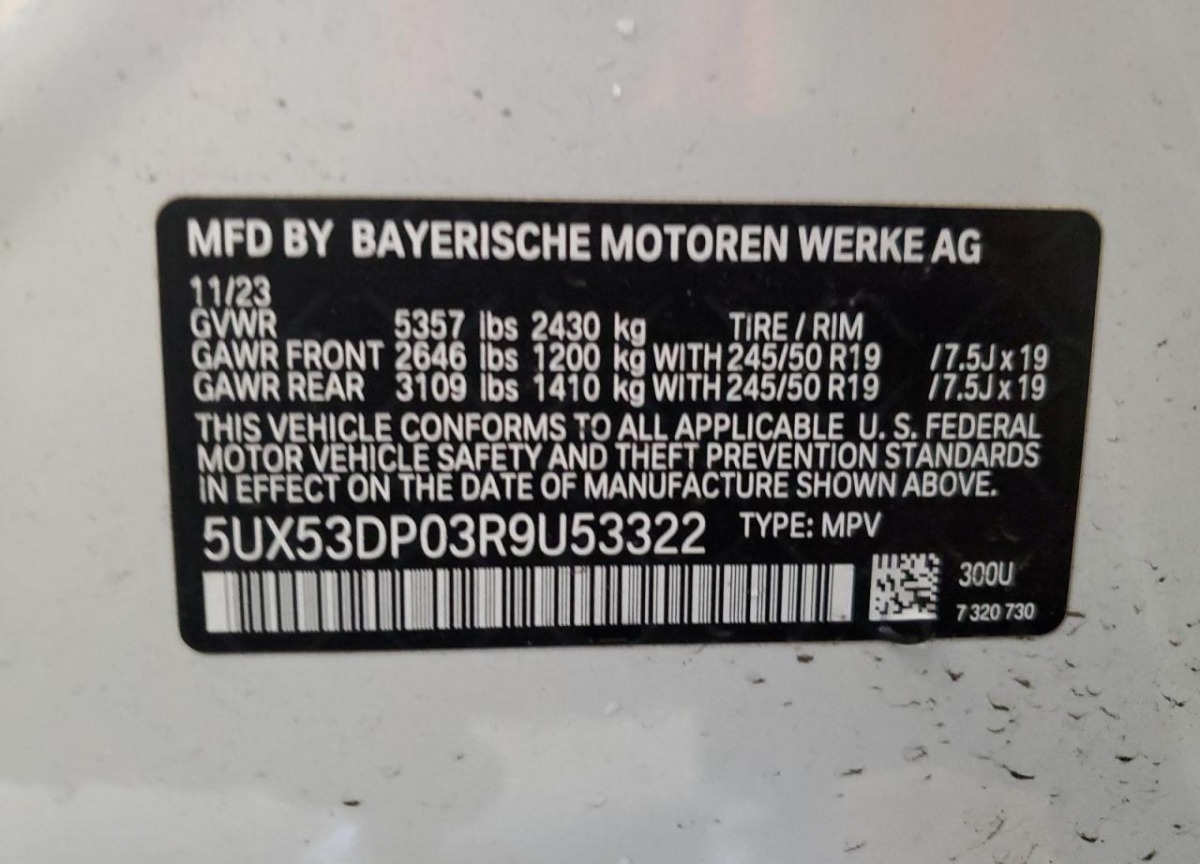 MFD BY BAYERISCHE MOTOREN WERKE AG
11/23
GVWR 5357 lbs 2430 kg TIRE / RIM
GAWR FRONT 2646 lbs 1200 kg WITH 245/50 R19 /7.5J x 19
GAWR REAR 3109 lbs 1410 kg WITH 245/50 R19 /7.5J x 19
THIS VEHICLE CONFORMS TO ALL APPLICABLE U. S. FEDERAL
MOTOR VEHICLE SAFETY AND THEFT PREVENTION STANDARDS
IN EFFECT ON THE DATE OF MANUFACTURE SHOWN ABOVE.
5UX53DP03R9U53322 TYPE: MPV
300U
7 320 730